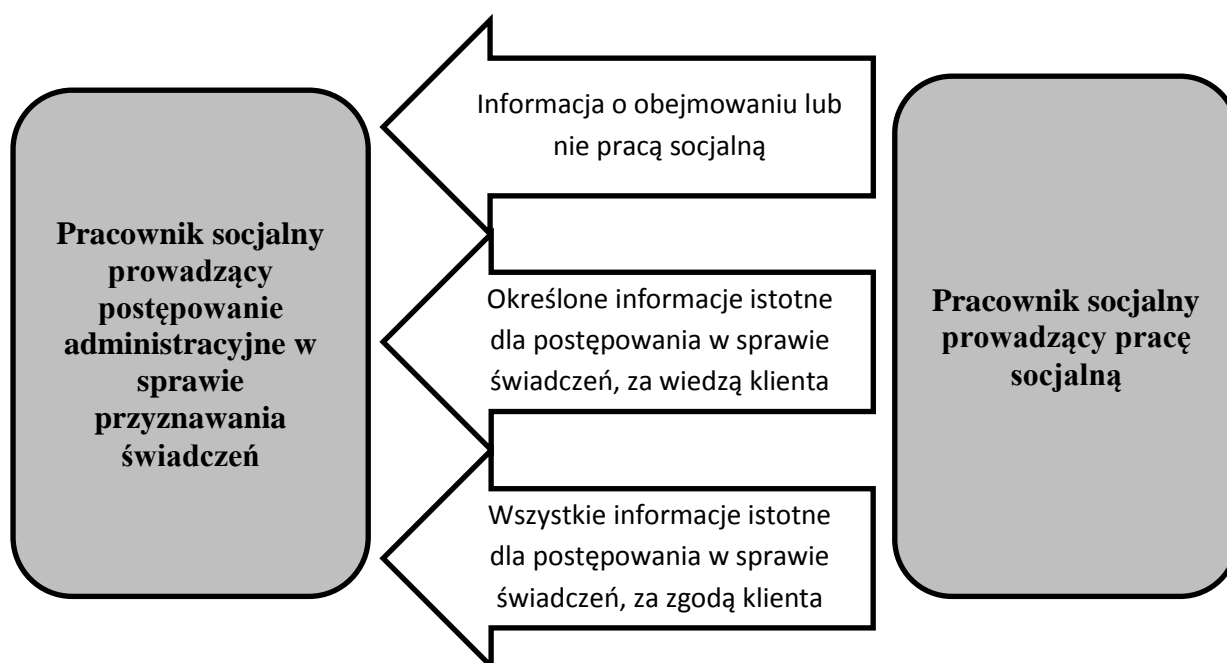 Pracownik socjalny
prowadzący
postępowanie
administracyjne w
sprawie
przyznawania
świadczeń
Informacja o obejmowaniu lub
nie pracą socjalną
Określone informacje istotne
dla postępowania w sprawie
świadczeń, za wiedzą klienta
Wszystkie informacje istotne
dla postępowania w sprawie
świadczeń, za zgodą klienta
Pracownik socjalny
prowadzący pracę
socjalną